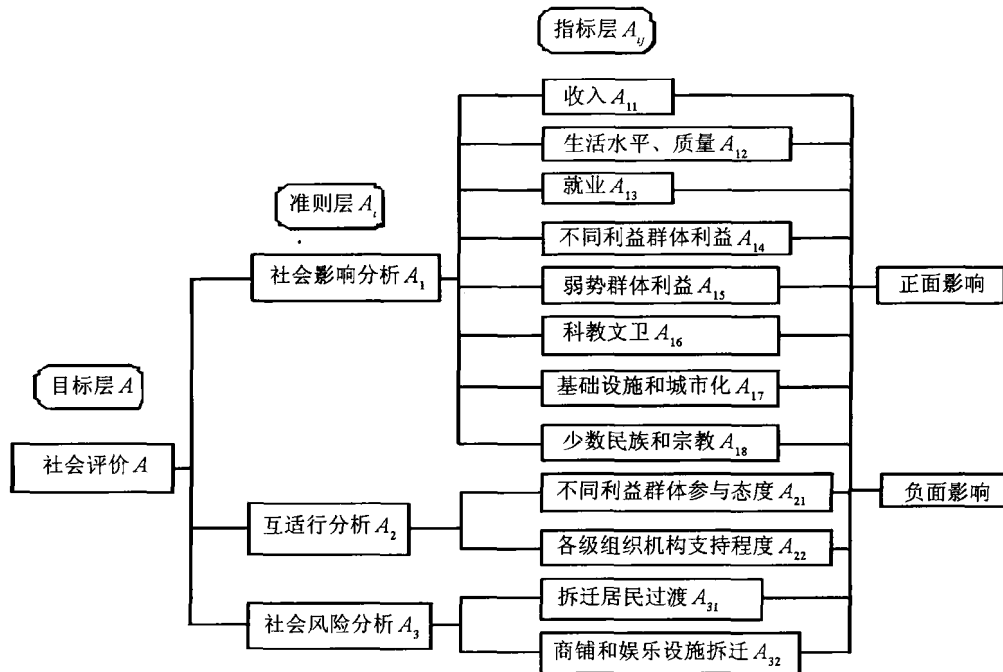 指标层 A_ij
收入 A_11
生活水平、质量 A_12
就业 A_13
准则层 A_i
不同利益群体利益 A_14
社会影响分析 A_1
弱势群体利益 A_15
正面影响
科教文卫 A_16
目标层 A
基础设施和城市化 A_17
少数民族和宗教 A_18
社会评价 A
不同利益群体参与态度 A_21
负面影响
互适行分析 A_2
各级组织机构支持程度 A_22
拆迁居民过渡 A_31
社会风险分析 A_3
商铺和娱乐设施拆迁 A_32